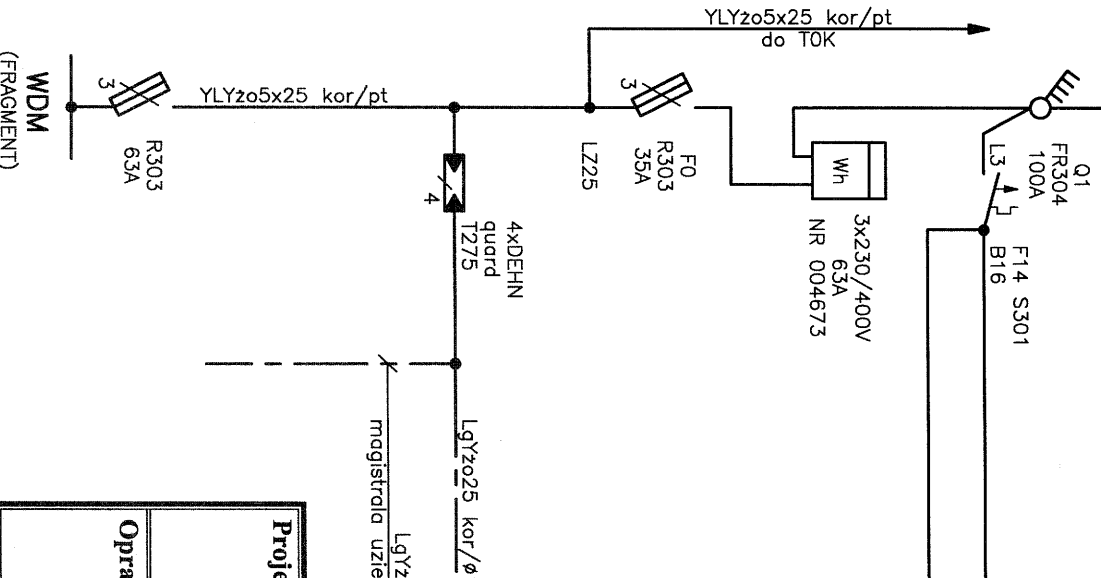 YLYżo5x25 kor/pt
do TOK
WDM
(FRAGMENT)
3
R303
63A
YLYżo5x25 kor/pt
4
4xDEHN
quard
T275
LZ25
3
F0
R303
35A
Wh
3x230/400V
63A
NR 004673
Q1
FR304
100A
L3
F14 S301
B16
LgYżo25 kor/ø
magistrala uzie
LgYż
Proje
Opra